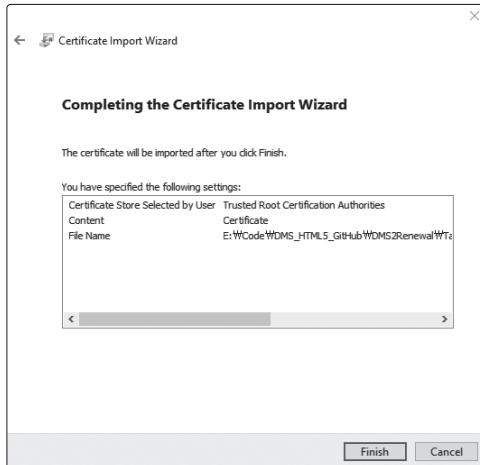 Certificate Import Wizard
Completing the Certificate Import Wizard
The certificate will be imported after you click Finish.
You have specified the following settings:
Certificate Store Selected by User Trusted Root Certification Authorities
Content Certificate
File Name E:₩Code₩DMS_HTML5_GitHub₩DMS2Renewal₩Ta
Finish Cancel